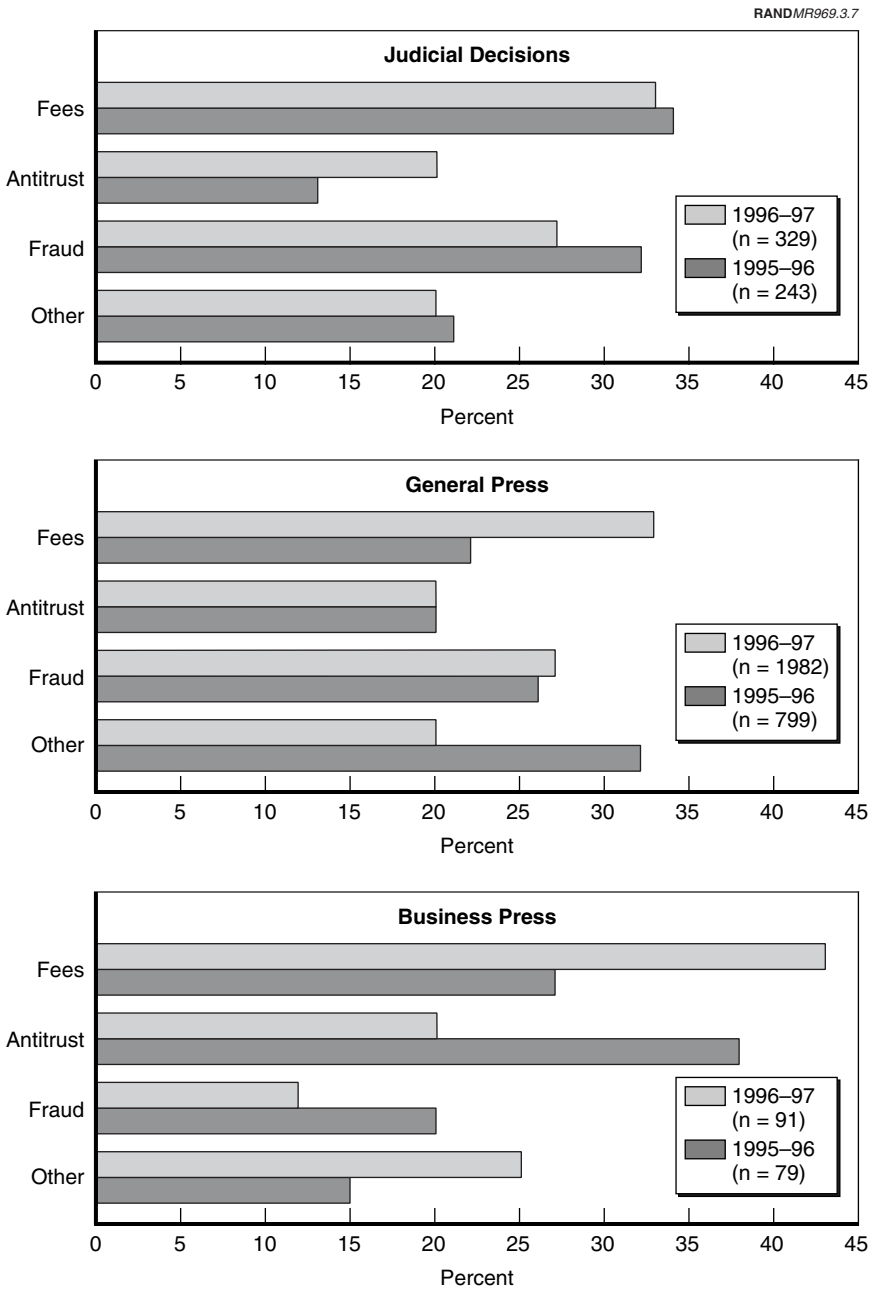 RANDMR969.3.7
Judicial Decisions
Fees
Antitrust
Fraud
Other
1996–97
(n = 329)
1995–96
(n = 243)
0 5 10 15 20 25 30 35 40 45
Percent
General Press
Fees
Antitrust
Fraud
Other
1996–97
(n = 1982)
1995–96
(n = 799)
0 5 10 15 20 25 30 35 40 45
Percent
Business Press
Fees
Antitrust
Fraud
Other
1996–97
(n = 91)
1995–96
(n = 79)
0 5 10 15 20 25 30 35 40 45
Percent